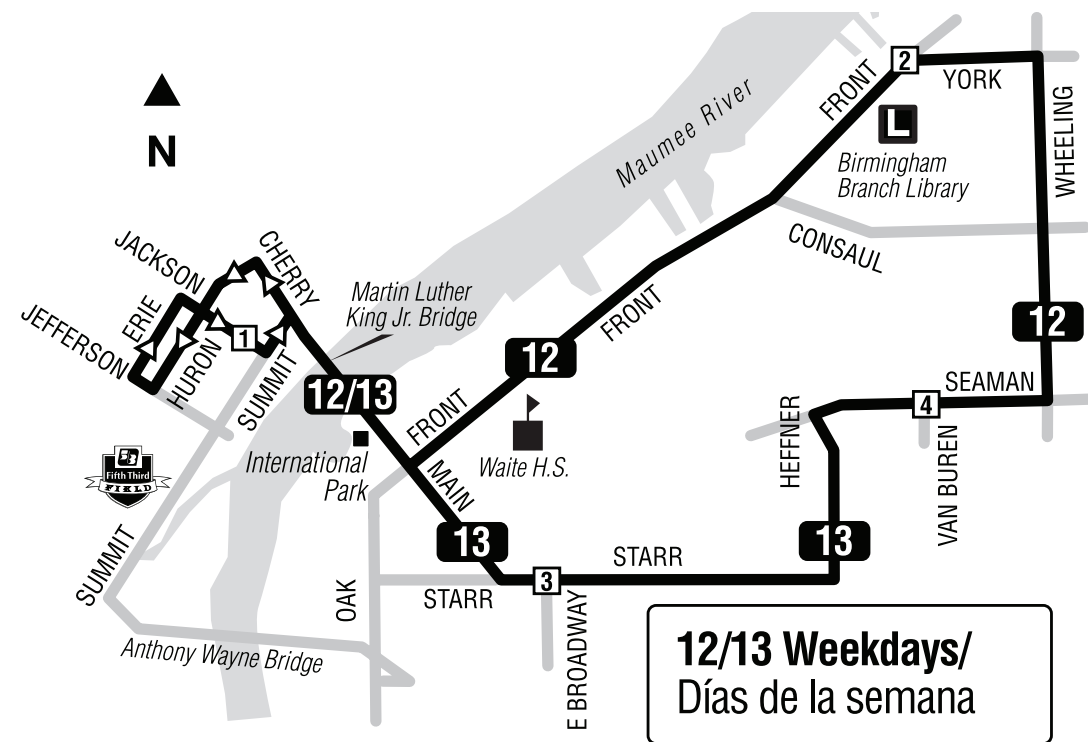 N
2
YORK
FRONT
WHEELING
L
Birmingham
Branch Library
Maumee River
CONSAUL
JACKSON
CHERRY
Martin Luther
King Jr. Bridge
JEFFERSON
ERIE
HURON
1
SUMMIT
FRONT
12
12
12/13
FRONT
SEAMAN
4
HEFFNER
VAN BUREN
International
Park
MAIN
Waite H.S.
Fifth Third
FIELD
13
13
SUMMIT
OAK
STARR
3
STARR
E BROADWAY
Anthony Wayne Bridge
12/13 Weekdays/
Días de la semana